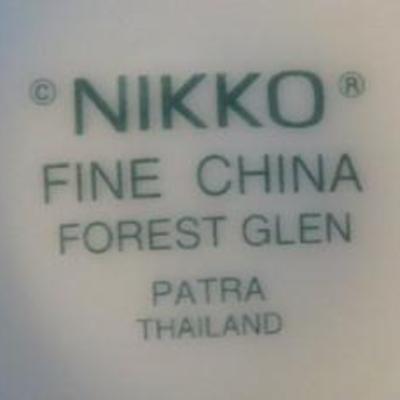 © NIKKO ®
FINE CHINA
FOREST GLEN
PATRA
THAILAND